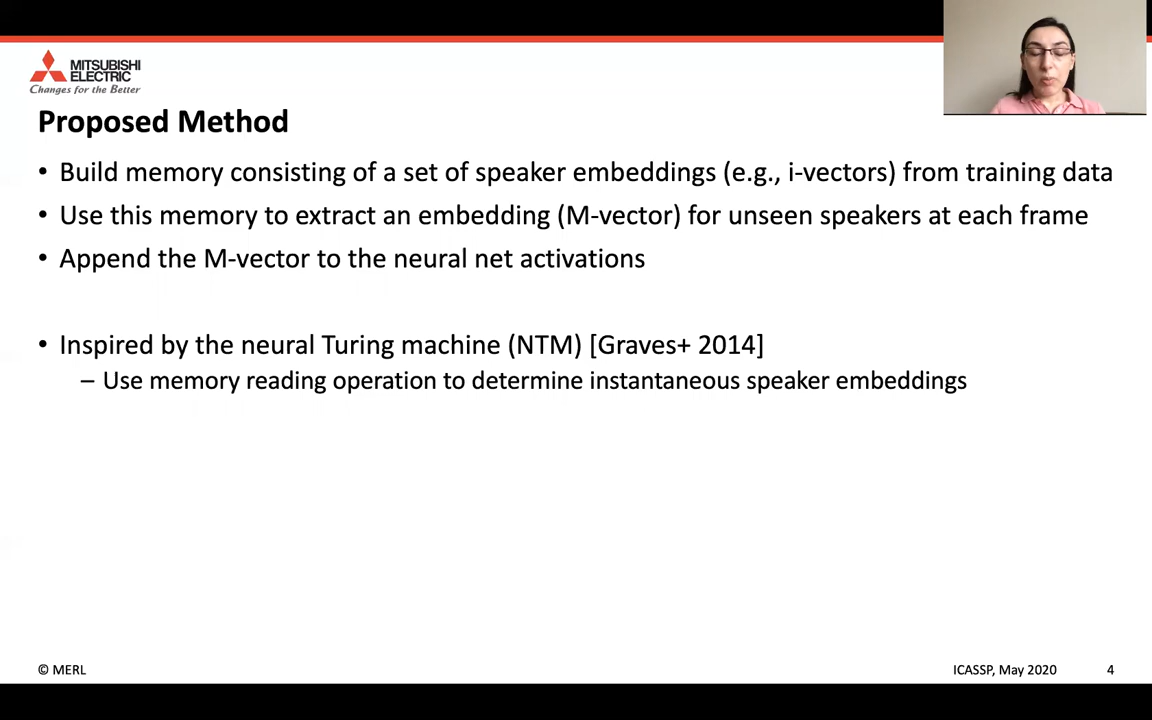 MITSUBISHI
ELECTRIC
Changes for the Better
Proposed Method
• Build memory consisting of a set of speaker embeddings (e.g., i-vectors) from training data
• Use this memory to extract an embedding (M-vector) for unseen speakers at each frame
• Append the M-vector to the neural net activations
• Inspired by the neural Turing machine (NTM) [Graves+ 2014]
– Use memory reading operation to determine instantaneous speaker embeddings
© MERL
ICASSP, May 2020
4